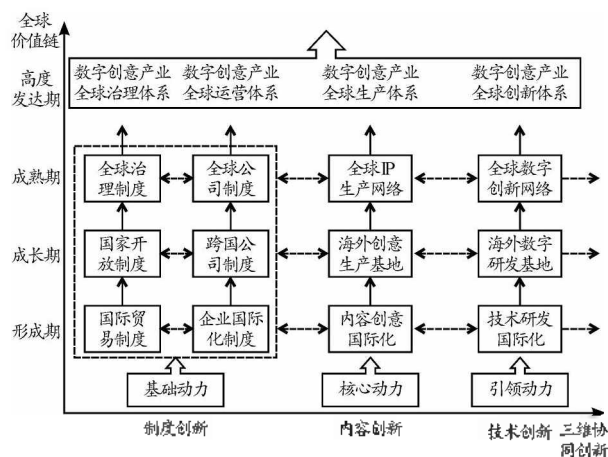 全球
价值链
高度
发达期
数字创意产业
全球治理体系
数字创意产业
全球运营体系
数字创意产业
全球生产体系
数字创意产业
全球创新体系
成熟期
全球治
理制度
全球公
司制度
全球IP
生产网络
全球数字
创新网络
成长期
国家开
放制度
跨国公
司制度
海外创意
生产基地
海外数字
研发基地
形成期
国际贸
易制度
企业国际
化制度
内容创意
国际化
技术研发
国际化
基础动力
核心动力
引领动力
制度创新
内容创新
技术创新
三维协
同创新